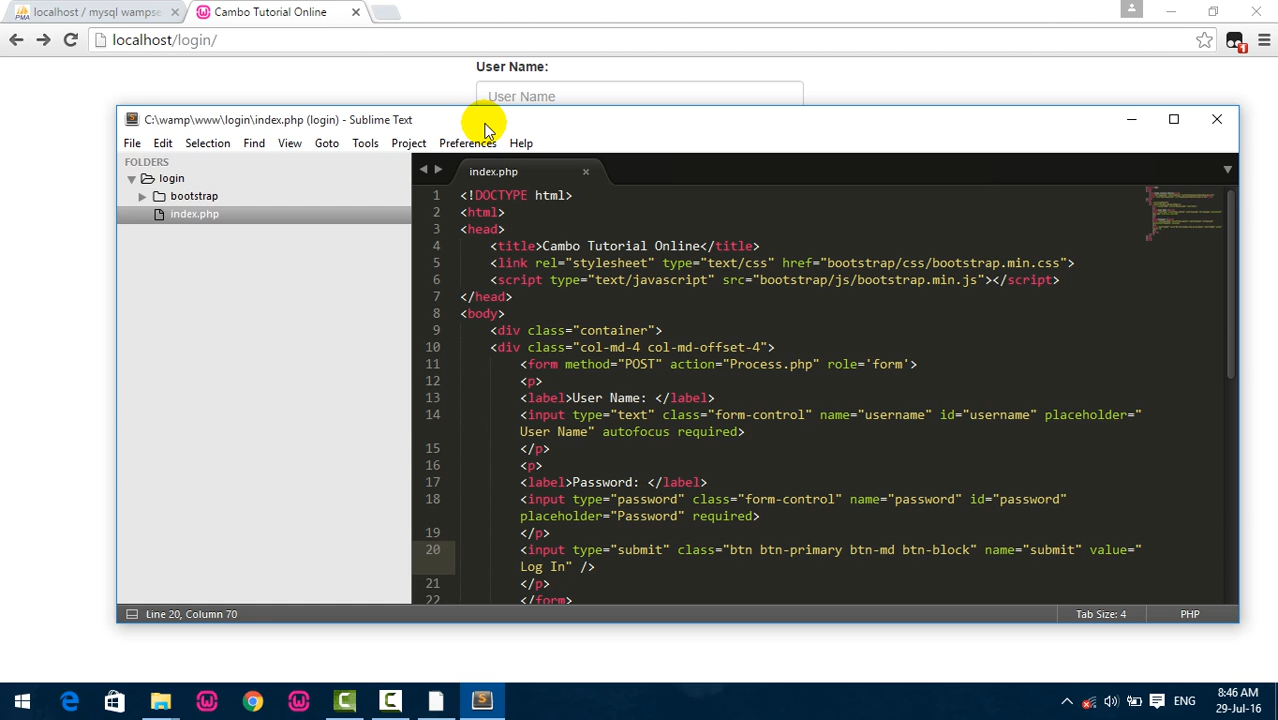 localhost / mysql wampse
Cambo Tutorial Online
localhost/login/
User Name:
User Name
C:\wamp\www\login\index.php (login) - Sublime Text
File Edit Selection Find View Goto Tools Project Preferences Help
FOLDERS
login
bootstrap
index.php
index.php
1 <!DOCTYPE html>
2 <html>
3 <head>
4 <title>Cambo Tutorial Online</title>
5 <link rel="stylesheet" type="text/css" href="bootstrap/css/bootstrap.min.css">
6 <script type="text/javascript" src="bootstrap/js/bootstrap.min.js"></script>
7 </head>
8 <body>
9 <div class="container">
10 <div class="col-md-4 col-md-offset-4">
11 <form method="POST" action="Process.php" role='form'>
12 <p>
13 <label>User Name: </label>
14 <input type="text" class="form-control" name="username" id="username" placeholder="
User Name" autofocus required>
15 </p>
16 <p>
17 <label>Password: </label>
18 <input type="password" class="form-control" name="password" id="password"
placeholder="Password" required>
19 </p>
20 <input type="submit" class="btn btn-primary btn-md btn-block" name="submit" value="
Log In" />
21 </p>
22 </form>
Line 20, Column 70
Tab Size: 4
PHP
ENG
8:46 AM
29-Jul-16